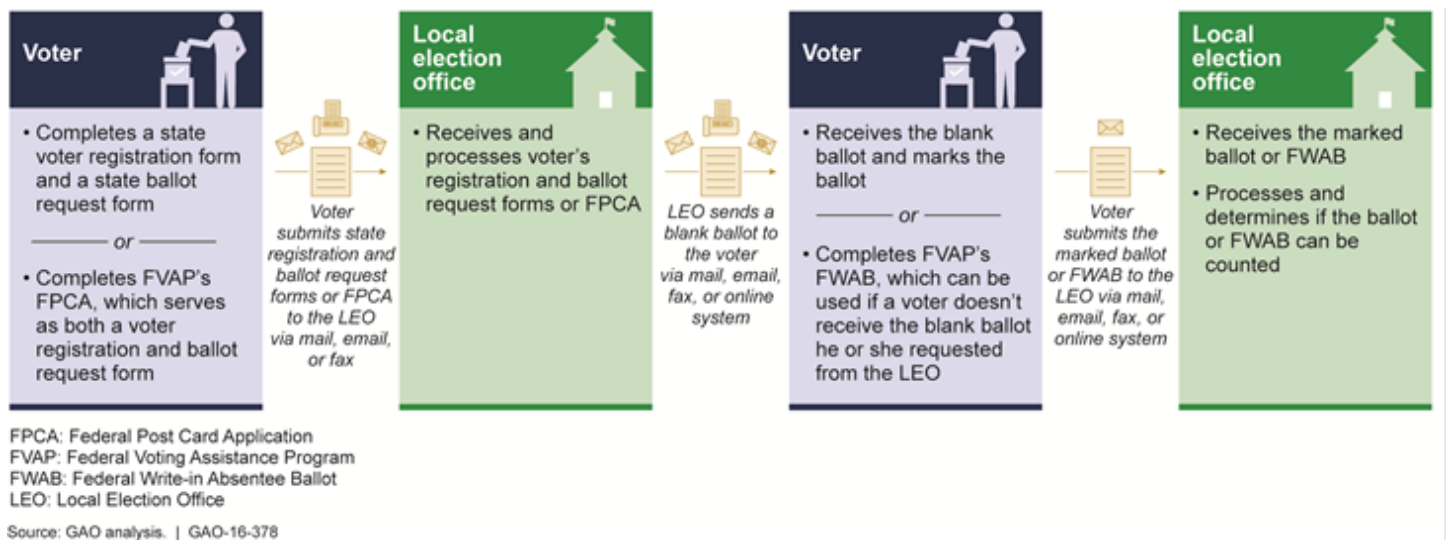 Voter
• Completes a state
voter registration form
and a state ballot
request form
or
• Completes FVAP's
FPCA, which serves
as both a voter
registration and ballot
request form
Voter
submits state
registration and
ballot request
forms or FPCA
to the LEO
via mail, email,
or fax
Local
election
office
• Receives and
processes voter's
registration and ballot
request forms or FPCA
LEO sends a
blank ballot to
the voter
via mail, email,
fax, or online
system
Voter
• Receives the blank
ballot and marks the
ballot
or
• Completes FVAP's
FWAB, which can be
used if a voter doesn't
receive the blank ballot
he or she requested
from the LEO
Voter
submits the
marked ballot
or FWAB to the
LEO via mail,
email, fax, or
online system
Local
election
office
• Receives the marked
ballot or FWAB
• Processes and
determines if the ballot
or FWAB can be
counted
FPCA: Federal Post Card Application
FVAP: Federal Voting Assistance Program
FWAB: Federal Write-in Absentee Ballot
LEO: Local Election Office
Source: GAO analysis. | GAO-16-378